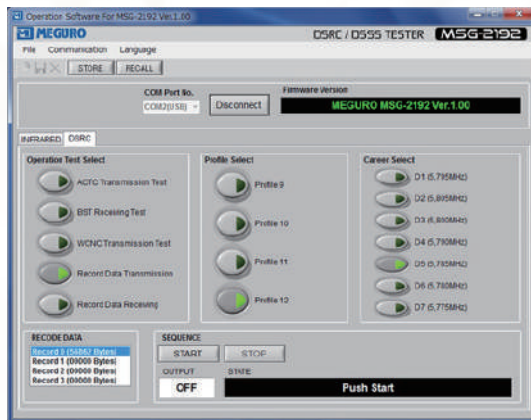 Operation Software For MSG-2192 Ver.1.00
MEGURO
DSRC / DSSS TESTER MSG-2192
File Communication Language
STORE RECALL
COM Port No.
COM2(USB)
Disconnect
Firmware Version
MEGURO MSG-2192 Ver.1.00
INFRARED DSRC
Operation Test Select
ACTC Transmission Test
BST Receiving Test
WCNC Transmission Test
Record Data Transmission
Record Data Receiving
Profile Select
Profile 9
Profile 10
Profile 11
Profile 12
Career Select
D1 (5,795MHz)
D2 (5,805MHz)
D3 (5,800MHz)
D4 (5,790MHz)
D5 (5,785MHz)
D6 (5,780MHz)
D7 (5,775MHz)
RECODE DATA
Record 1 (00000 Bytes)
Record 2 (00000 Bytes)
Record 3 (00000 Bytes)
SEQUENCE
START STOP
OUTPUT STATE
OFF Push Start